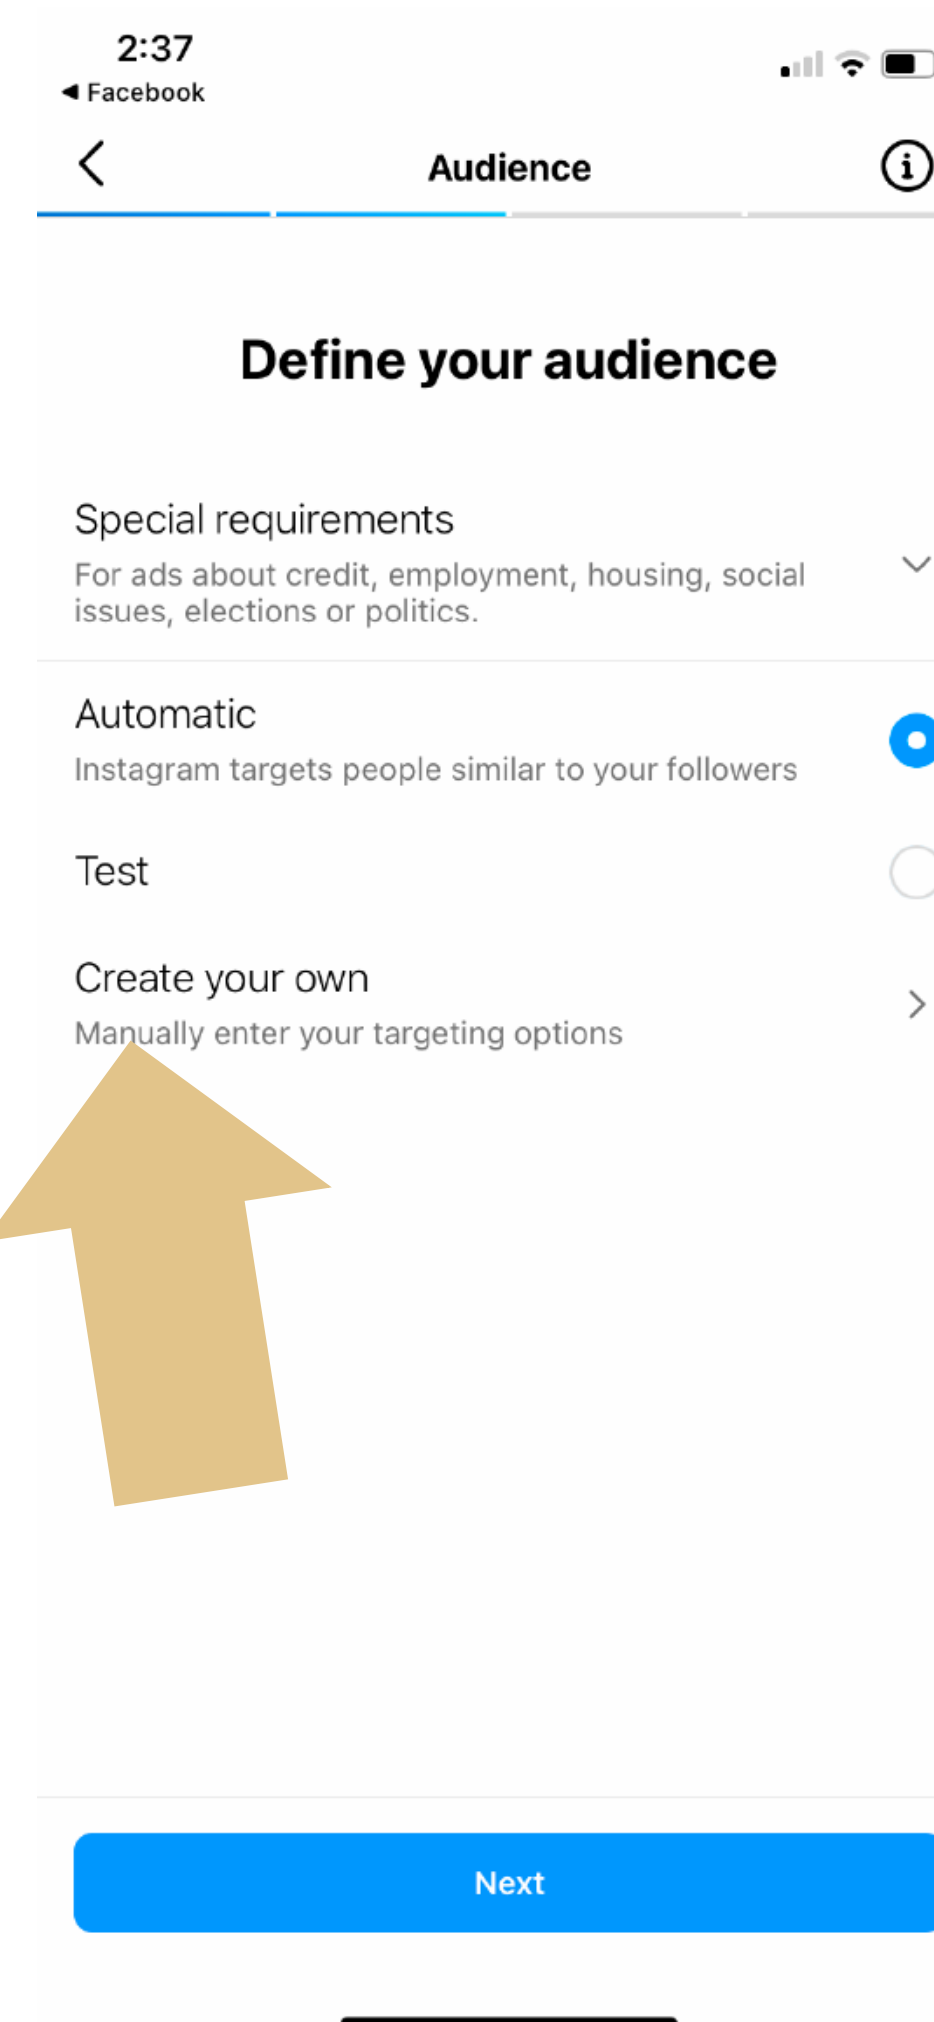 2:37
◀ Facebook
Audience
Define your audience
Special requirements
For ads about credit, employment, housing, social
issues, elections or politics.
Automatic
Instagram targets people similar to your followers
Test
Create your own
Manually enter your targeting options
Next